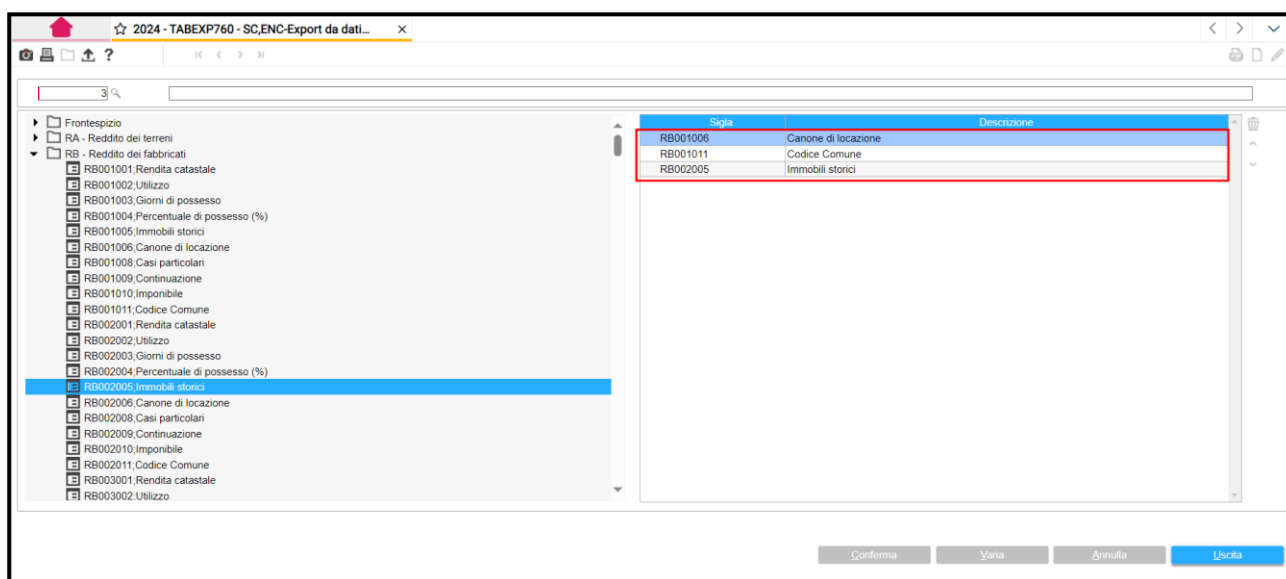 2024 - TABEXP760 - SC,ENC-Export da dati...
?
3
Frontespizio
RA - Reddito dei terreni
RB - Reddito dei fabbricati
RB001001;Rendita catastale
RB001002;Utilizzo
RB001003;Giorni di possesso
RB001004;Percentuale di possesso (%)
RB001005;Immobili storici
RB001006;Canone di locazione
RB001008;Casi particolari
RB001009;Continuazione
RB001010;Imponibile
RB001011;Codice Comune
RB002001;Rendita catastale
RB002002;Utilizzo
RB002003;Giorni di possesso
RB002004;Percentuale di possesso (%)
RB002005;Immobili storici
RB002006;Canone di locazione
RB002008;Casi particolari
RB002009;Continuazione
RB002010;Imponibile
RB002011;Codice Comune
RB003001;Rendita catastale
RB003002;Utilizzo
Sigla Descrizione
RB001006 Canone di locazione
RB001011 Codice Comune
RB002005 Immobili storici
Conferma Varia Annulla Uscita